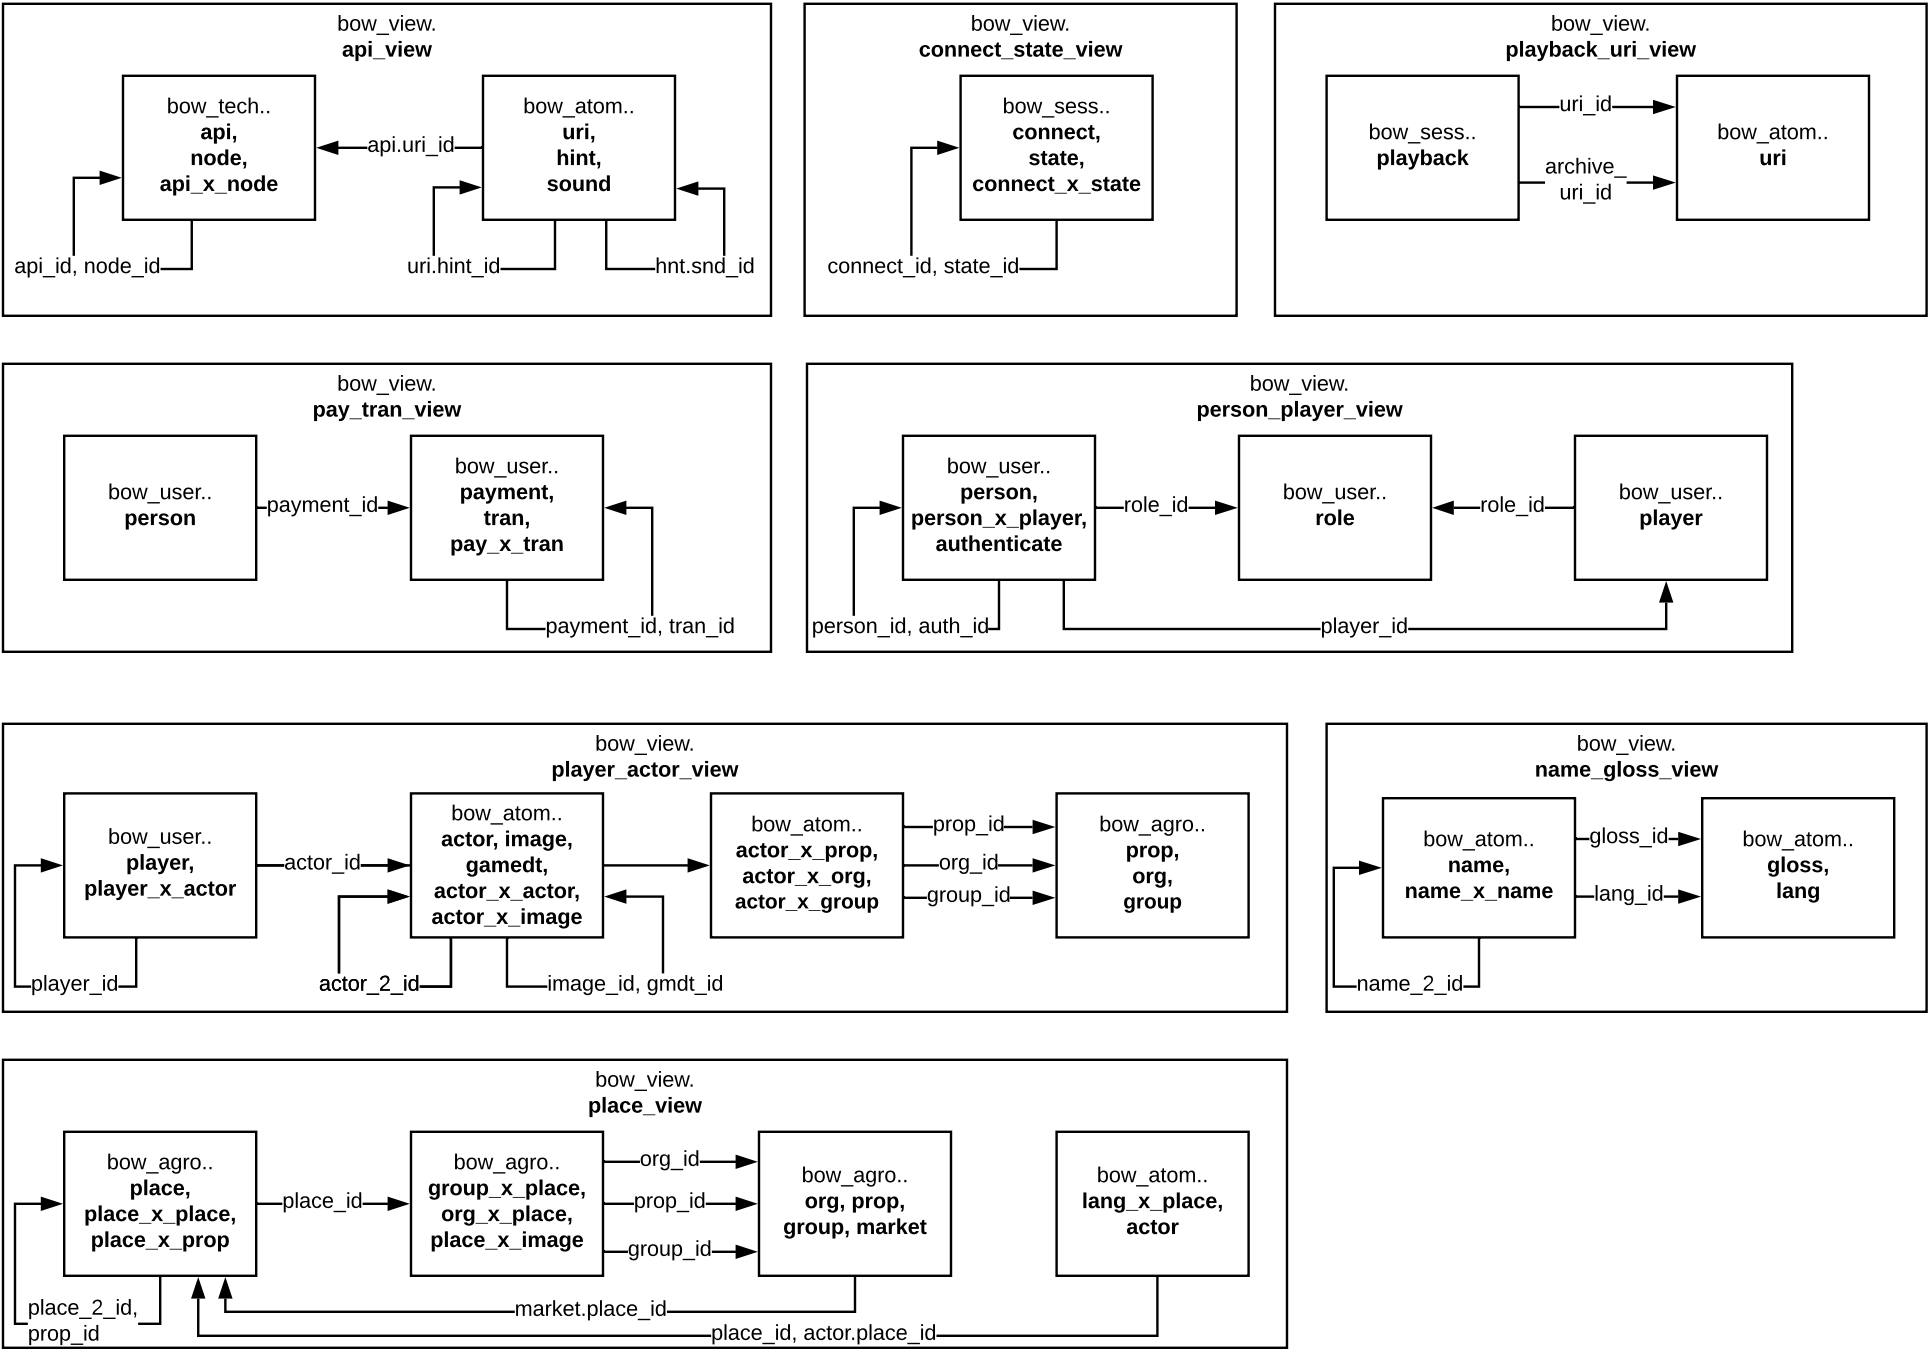 bow_view.
api_view
bow_tech..
api,
node,
api_x_node
api.uri_id
bow_atom..
uri,
hint,
sound
api_id, node_id
uri.hint_id
hnt.snd_id
bow_view.
connect_state_view
bow_sess..
connect,
state,
connect_x_state
connect_id, state_id
bow_view.
playback_uri_view
bow_sess..
playback
uri_id
archive_
uri_id
bow_atom..
uri
bow_view.
pay_tran_view
bow_user..
person
payment_id
bow_user..
payment,
tran,
pay_x_tran
payment_id, tran_id
bow_view.
person_player_view
bow_user..
person,
person_x_player,
authenticate
role_id
bow_user..
role
role_id
bow_user..
player
person_id, auth_id
player_id
bow_view.
player_actor_view
bow_user..
player,
player_x_actor
actor_id
bow_atom..
actor, image,
gamedt,
actor_x_actor,
actor_x_image
bow_atom..
actor_x_prop,
actor_x_org,
actor_x_group
prop_id
org_id
group_id
bow_agro..
prop,
org,
group
player_id
actor_2_id
image_id, gmdt_id
bow_view.
name_gloss_view
bow_atom..
name,
name_x_name
gloss_id
lang_id
bow_atom..
gloss,
lang
name_2_id
bow_view.
place_view
bow_agro..
place,
place_x_place,
place_x_prop
place_id
bow_agro..
group_x_place,
org_x_place,
place_x_image
org_id
prop_id
group_id
bow_agro..
org, prop,
group, market
bow_atom..
lang_x_place,
actor
place_2_id,
prop_id
market.place_id
place_id, actor.place_id